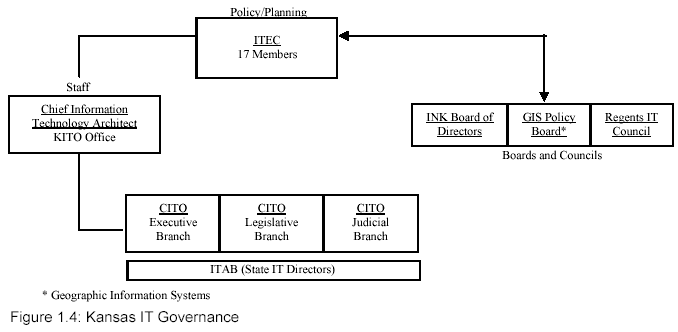 Policy/Planning
ITEC
17 Members
Staff
Chief Information
Technology Architect
KITO Office
INK Board of
Directors
GIS Policy
Board*
Regents IT
Council
Boards and Councils
CITO
Executive
Branch
CITO
Legislative
Branch
CITO
Judicial
Branch
ITAB (State IT Directors)
* Geographic Information Systems
Figure 1.4: Kansas IT Governance